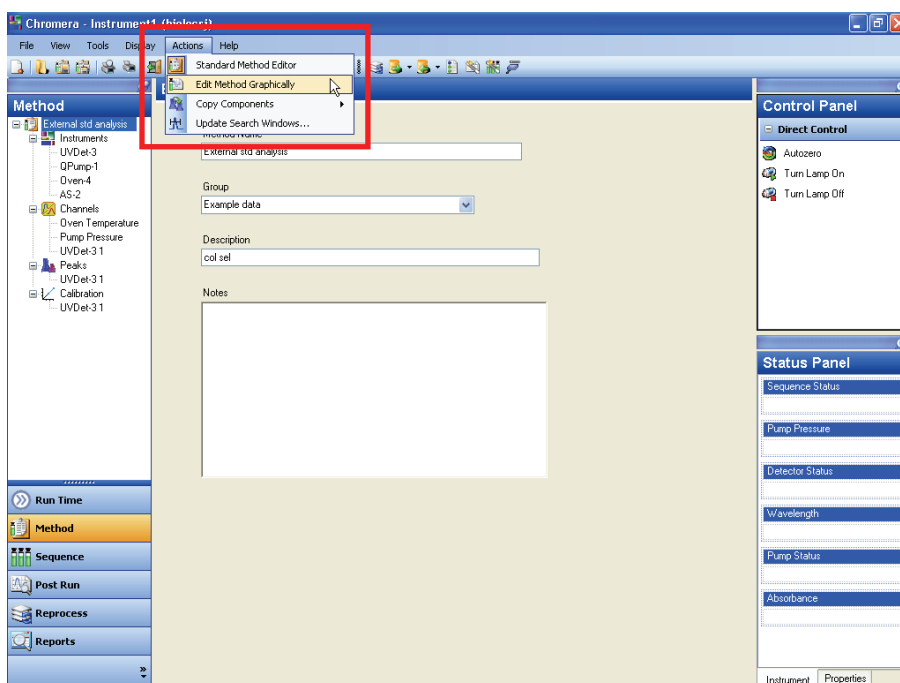 Chromera - Instrument1 (biolocri)
File View Tools Display Actions Help
Standard Method Editor
Edit Method Graphically
Copy Components
Update Search Windows...
Method
External std analysis
Instruments
UVDet-3
QPump-1
Oven-4
AS-2
Channels
Oven Temperature
Pump Pressure
UVDet-3 1
Peaks
UVDet-3 1
Calibration
UVDet-3 1
Run Time
Method
Sequence
Post Run
Reprocess
Reports
Method Name
External std analysis
Group
Example data
Description
col sel
Notes
Control Panel
Direct Control
Autozero
Turn Lamp On
Turn Lamp Off
Status Panel
Sequence Status
Pump Pressure
Detector Status
Wavelength
Pump Status
Absorbance
Instrument Properties